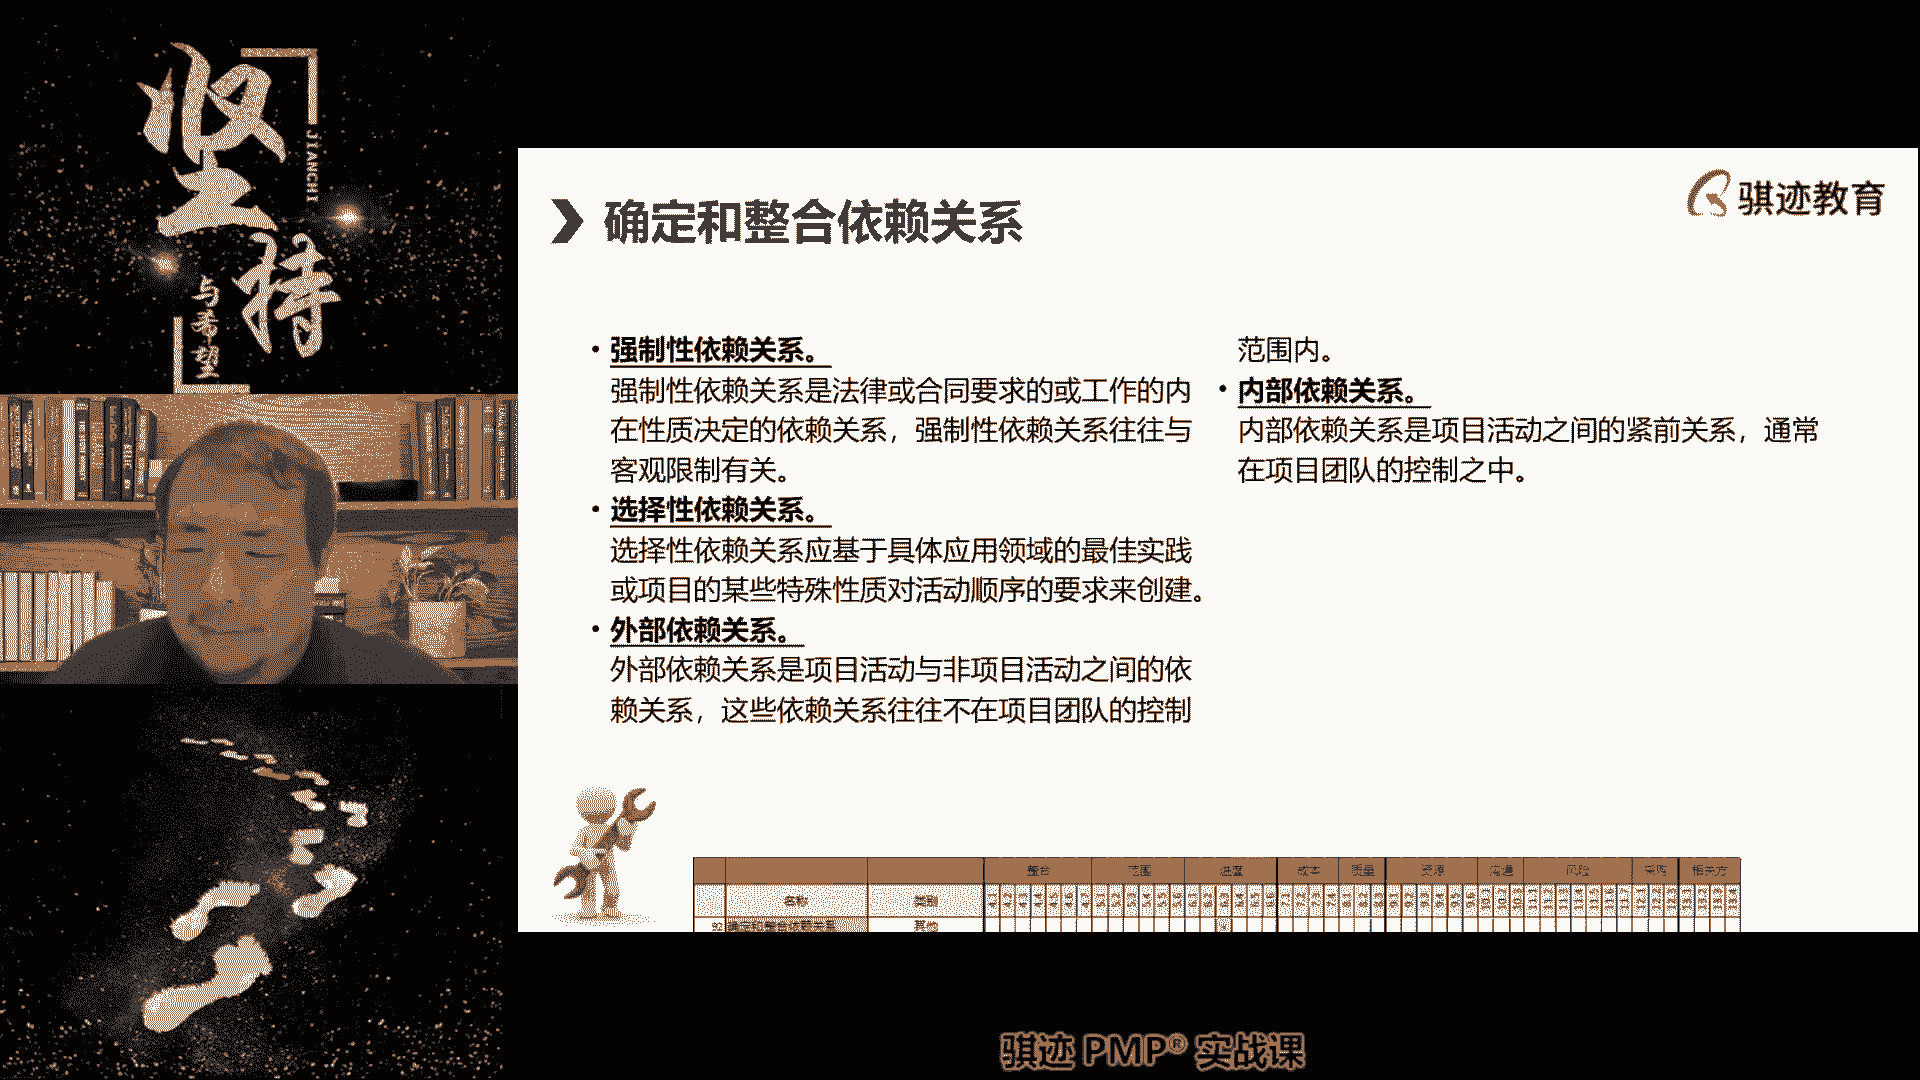 坚持
JIANCHI
与希望
骐迹教育
确定和整合依赖关系
• 强制性依赖关系。
强制性依赖关系是法律或合同要求的或工作的内
在性质决定的依赖关系，强制性依赖关系往往与
客观限制有关。
• 选择性依赖关系。
选择性依赖关系应基于具体应用领域的最佳实践
或项目的某些特殊性质对活动顺序的要求来创建。
• 外部依赖关系。
外部依赖关系是项目活动与非项目活动之间的依
赖关系，这些依赖关系往往不在项目团队的控制
范围内。
• 内部依赖关系。
内部依赖关系是项目活动之间的紧前关系，通常
在项目团队的控制之中。
整合 范围 进度 成本 质量 资源 沟通 风险 采购 相关方
名称 类别
92 确定和整合依赖关系 其他
骐迹 PMP® 实战课